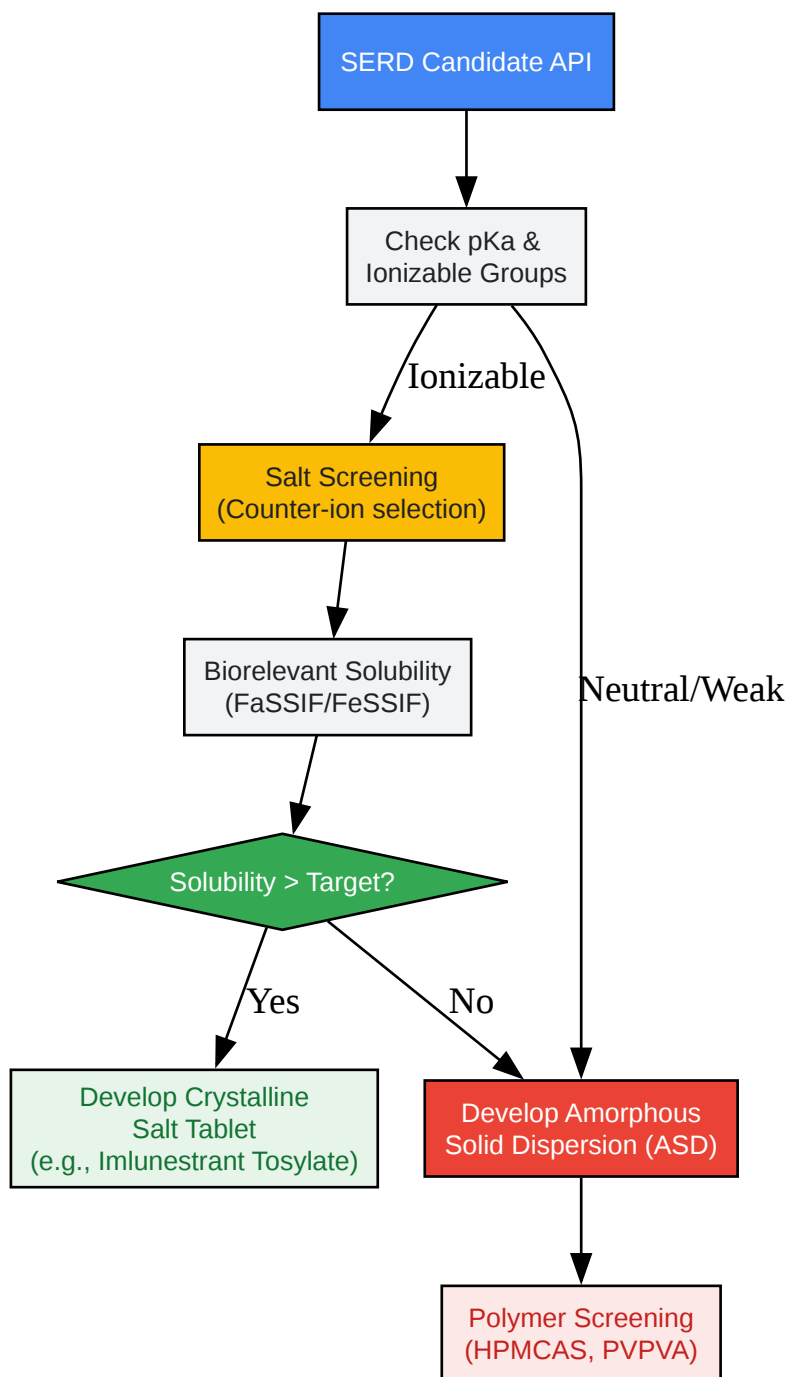 SERD Candidate API
Check pKa &
Ionizable Groups
Ionizable
Salt Screening
(Counter-ion selection)
Biorelevant Solubility
(FaSSIF/FeSSIF)
Neutral/Weak
Solubility > Target?
Yes
No
Develop Crystalline
Salt Tablet
(e.g., Imlunestrant Tosylate)
Develop Amorphous
Solid Dispersion (ASD)
Polymer Screening
(HPMCAS, PVPVA)